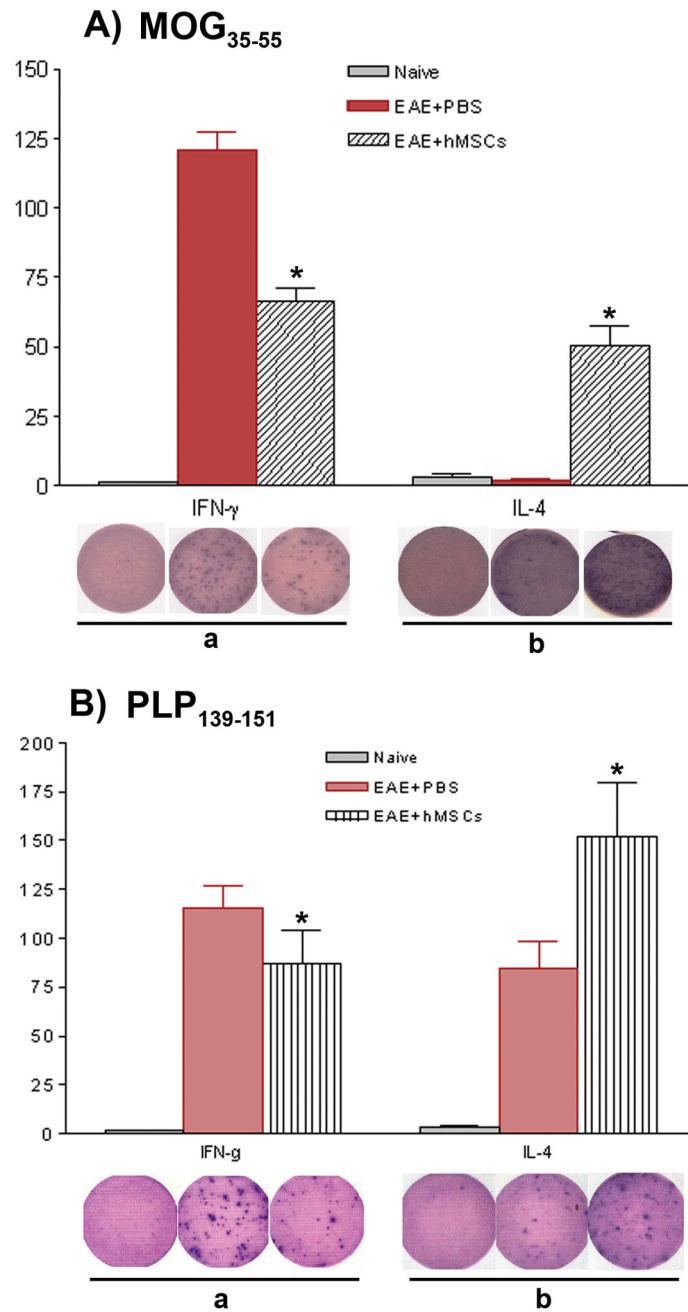 A) MOG35-55
150
125
100
75
50
25
0
Naive
EAE+PBS
EAE+hMSCs
*
*
IFN-γ
IL-4
a
b
B) PLP139-151
200
175
150
125
100
75
50
25
0
Naive
EAE+PBS
EAE+hMSCs
*
*
IFN-g
IL-4
a
b